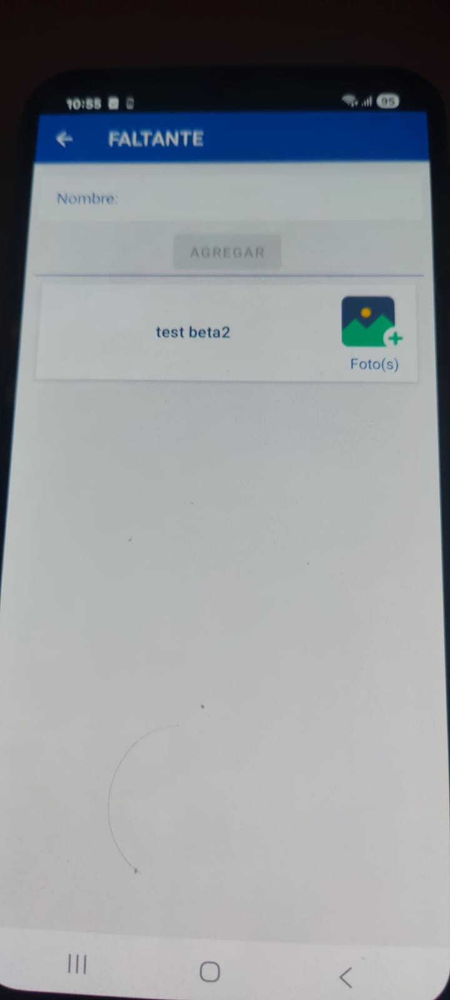 10:55
95
FALTANTE
Nombre:
AGREGAR
test beta2
Foto(s)